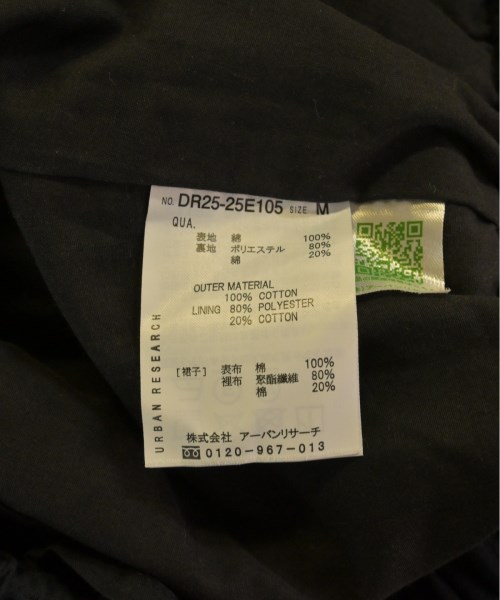 NO. DR25-25E105 SIZE M
QUA.
表地 綿 100%
裏地 ポリエステル 80%
綿 20%
OUTER MATERIAL
100% COTTON
LINING 80% POLYESTER
20% COTTON
URBAN RESEARCH
[裙子] 表布 棉 100%
裡布 聚酯纖維 80%
棉 20%
株式会社 アーバンリサーチ
0120-967-013